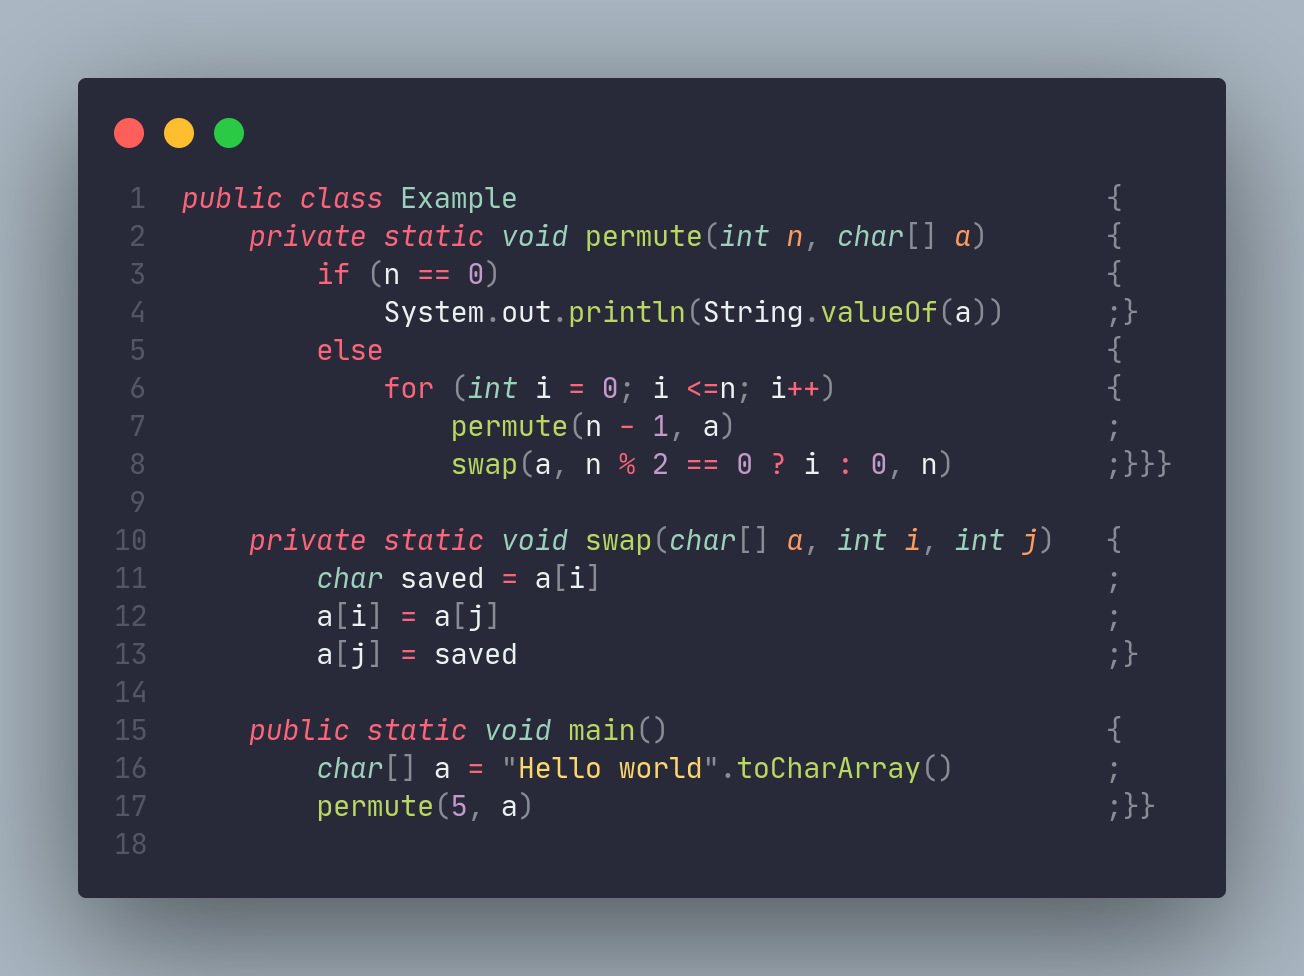 1 public class Example                                   {
2     private static void permute(int n, char[] a)       {
3         if (n == 0)                                    {
4             System.out.println(String.valueOf(a))      ;}
5         else                                           {
6             for (int i = 0; i <=n; i++)                {
7                 permute(n - 1, a)                      ;
8                 swap(a, n % 2 == 0 ? i : 0, n)         ;}}}
9
10     private static void swap(char[] a, int i, int j)   {
11         char saved = a[i]                              ;
12         a[i] = a[j]                                    ;
13         a[j] = saved                                   ;}
14
15     public static void main()                          {
16         char[] a = "Hello world".toCharArray()         ;
17         permute(5, a)                                  ;}}
18